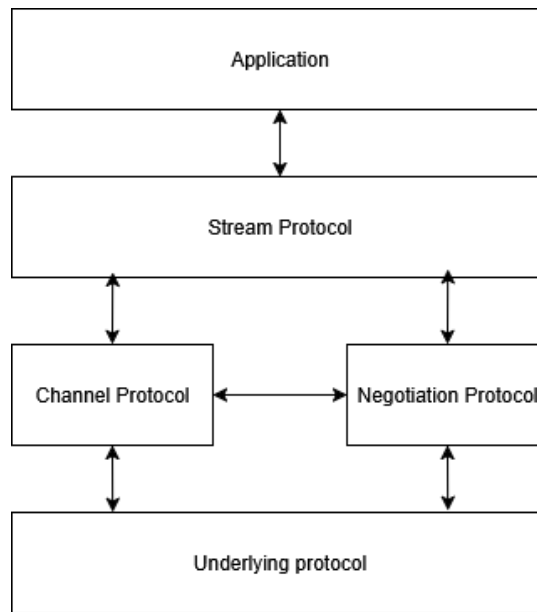 Application
Stream Protocol
Channel Protocol
Negotiation Protocol
Underlying protocol